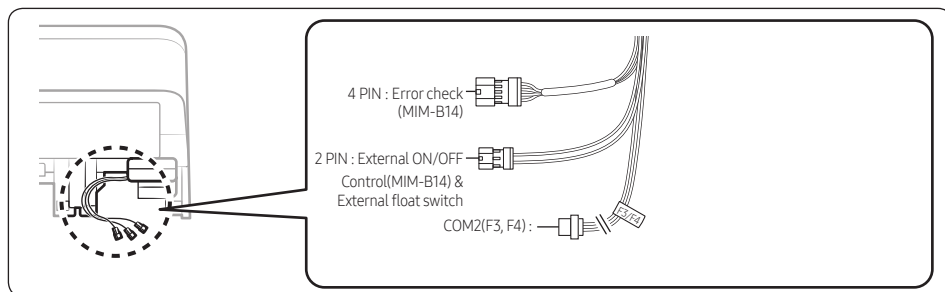 4 PIN : Error check
(MIM-B14)
2 PIN : External ON/OFF
Control(MIM-B14) &
External float switch
COM2(F3, F4) :
F3/F4